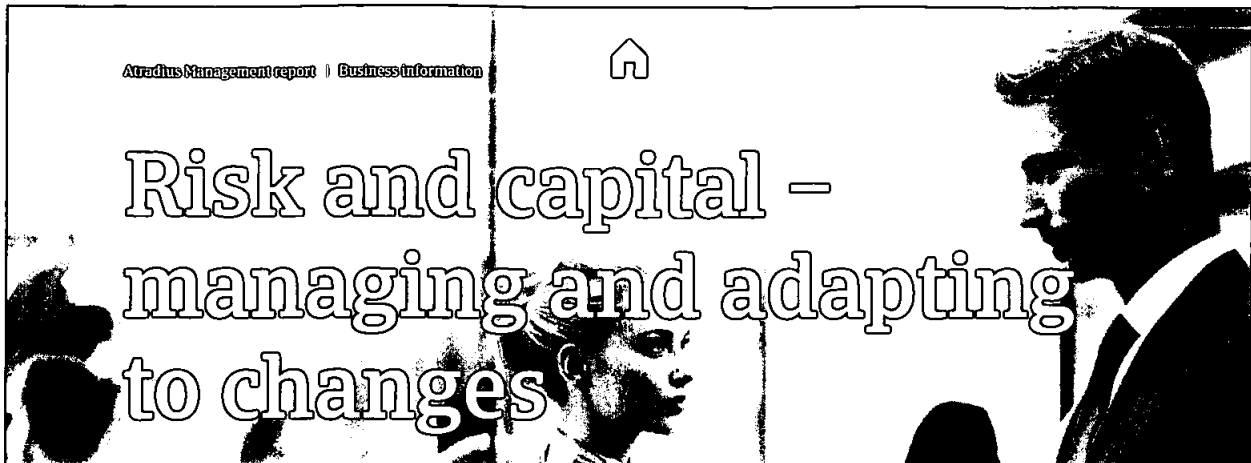 Atradius Management report | Business information
Risk and capital –
managing and adapting
to changes